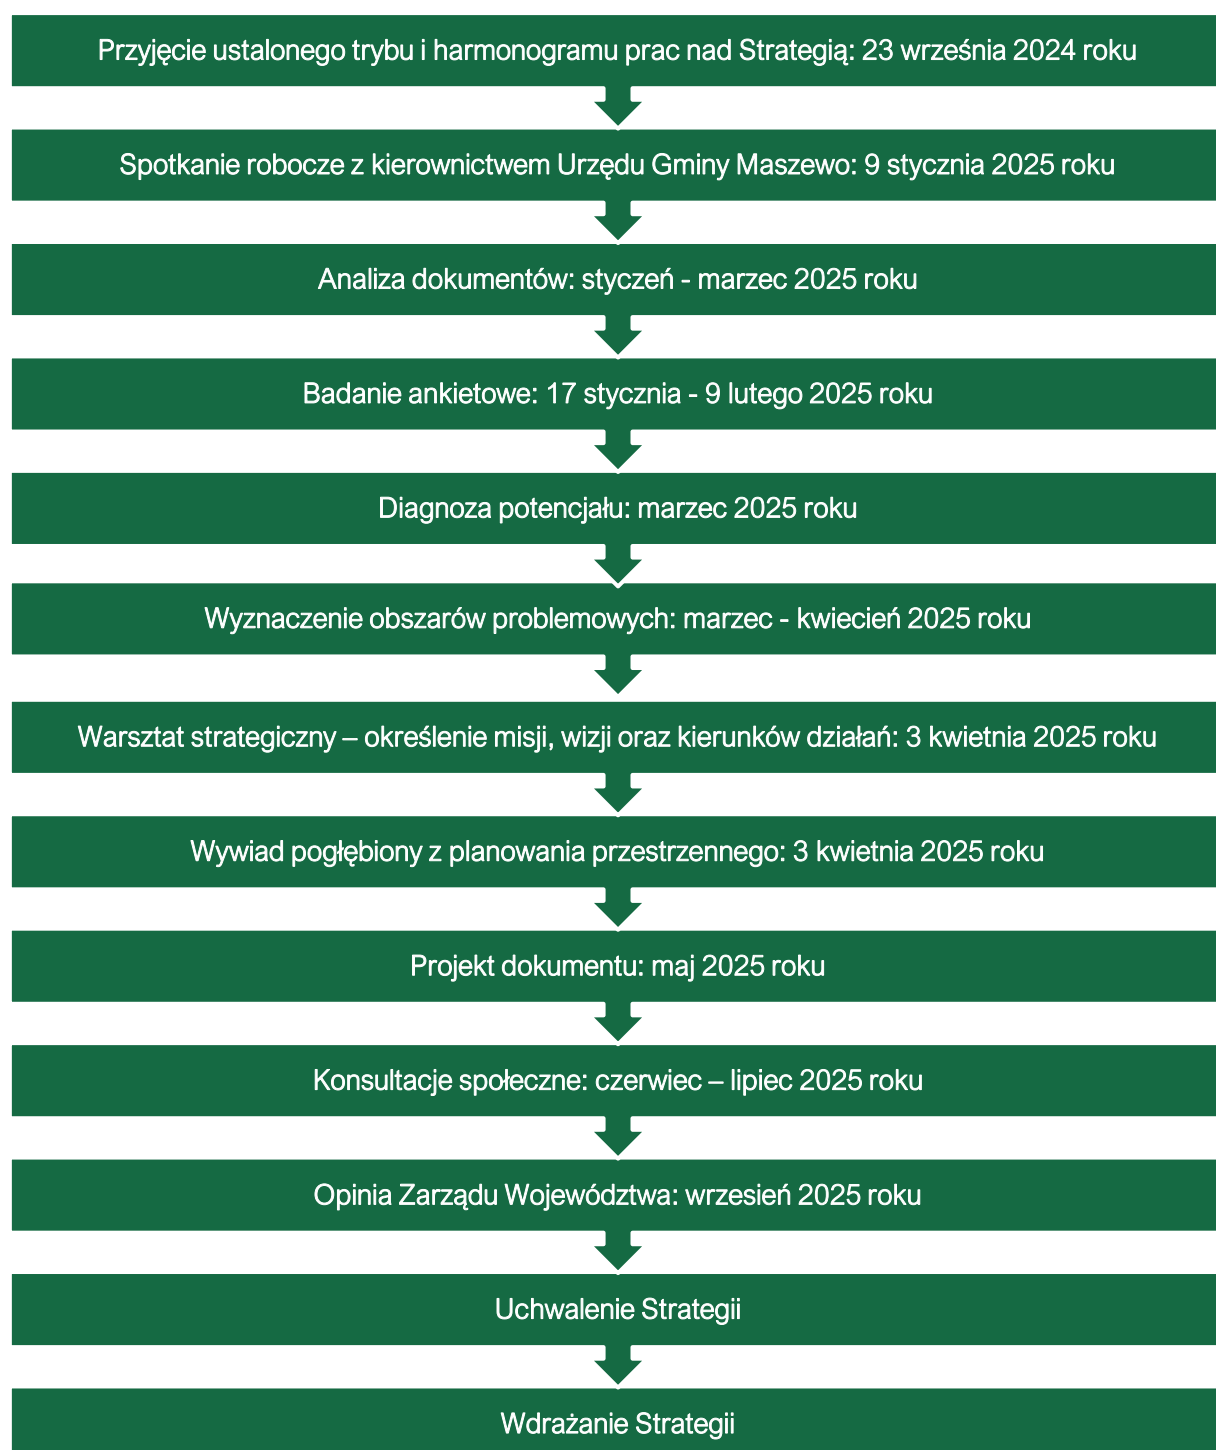 Przyjęcie ustalonego trybu i harmonogramu prac nad Strategią: 23 września 2024 roku
Spotkanie robocze z kierownictwem Urzędu Gminy Maszewo: 9 stycznia 2025 roku
Analiza dokumentów: styczeń - marzec 2025 roku
Badanie ankietowe: 17 stycznia - 9 lutego 2025 roku
Diagnoza potencjału: marzec 2025 roku
Wyznaczenie obszarów problemowych: marzec - kwiecień 2025 roku
Warsztat strategiczny – określenie misji, wizji oraz kierunków działań: 3 kwietnia 2025 roku
Wywiad pogłębiony z planowania przestrzennego: 3 kwietnia 2025 roku
Projekt dokumentu: maj 2025 roku
Konsultacje społeczne: czerwiec – lipiec 2025 roku
Opinia Zarządu Województwa: wrzesień 2025 roku
Uchwalenie Strategii
Wdrażanie Strategii